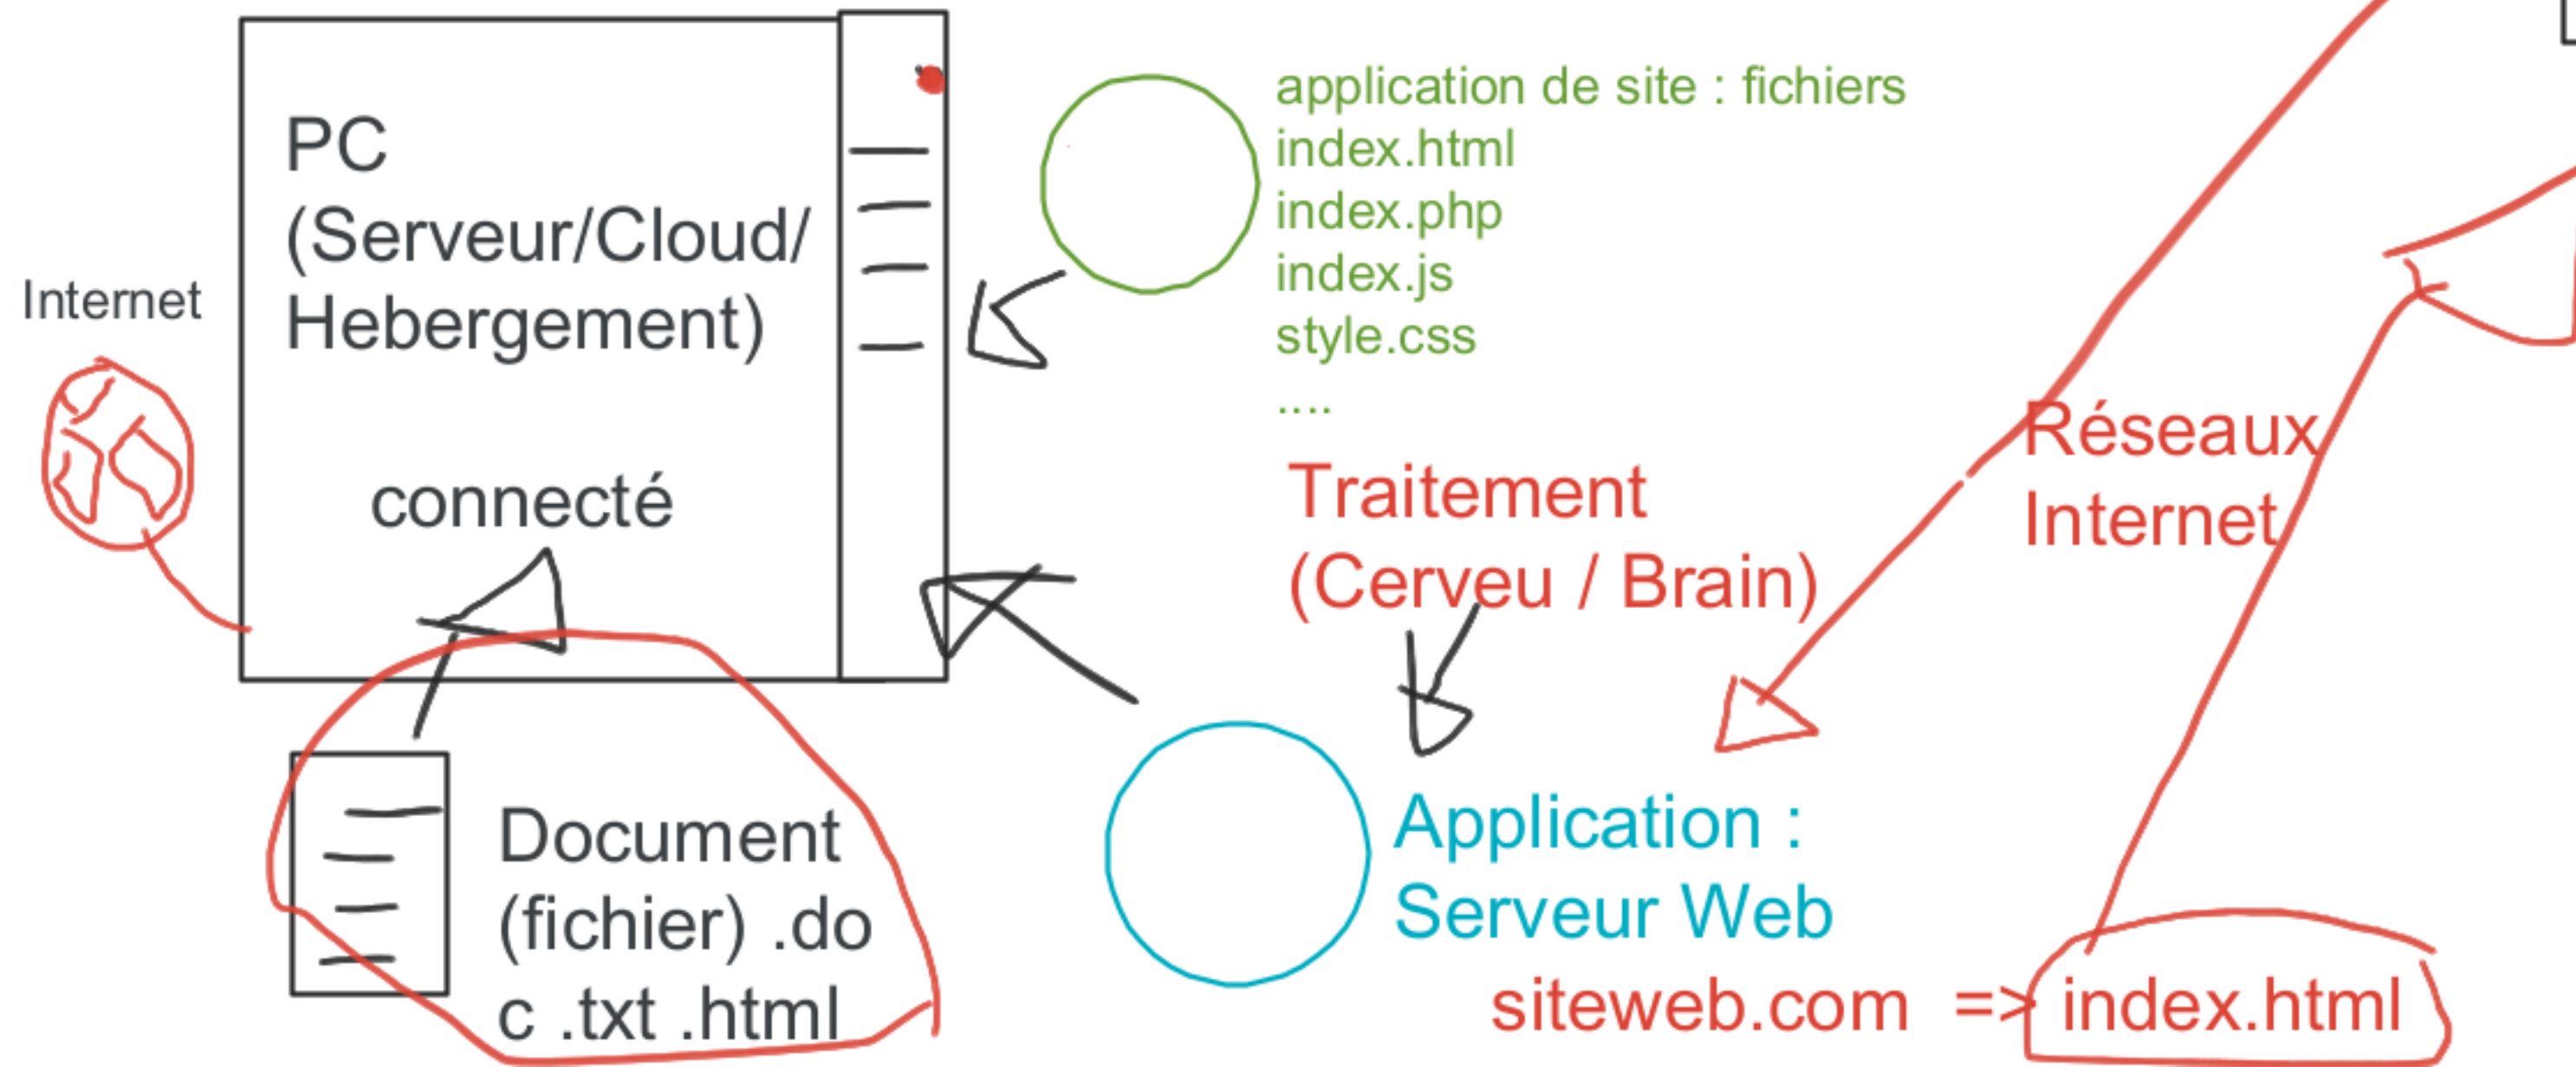 Internet
PC
(Serveur/Cloud/
Hebergement)
connecté
Document
(fichier) .do
c .txt .html
application de site : fichiers
index.html
index.php
index.js
style.css
....
Traitement
(Cerveu / Brain)
Réseaux
Internet
Application :
Serveur Web
siteweb.com => index.html